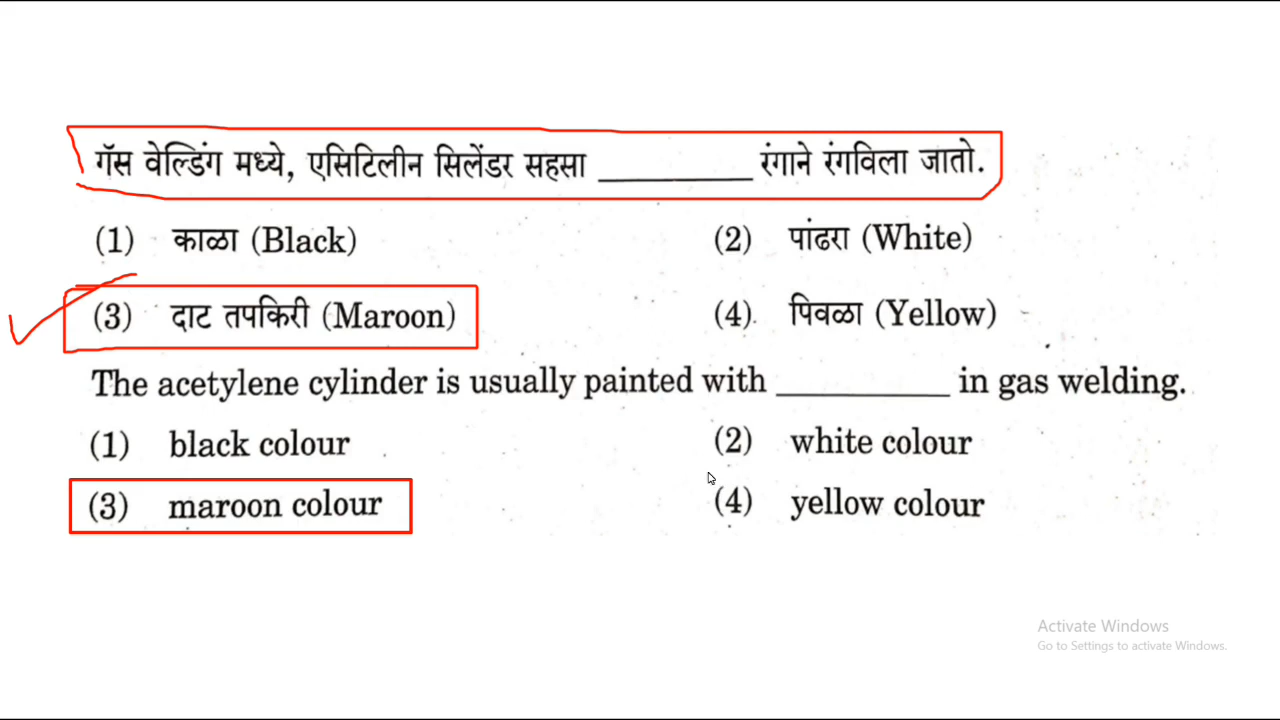 गॅस वेल्डिंग मध्ये, एसिटिलीन सिलेंडर सहसा __________ रंगाने रंगविला जातो.
(1) काळा (Black) (2) पांढरा (White)
(3) दाट तपकिरी (Maroon) (4) पिवळा (Yellow)
The acetylene cylinder is usually painted with __________ in gas welding.
(1) black colour (2) white colour
(3) maroon colour (4) yellow colour
Activate Windows
Go to Settings to activate Windows.